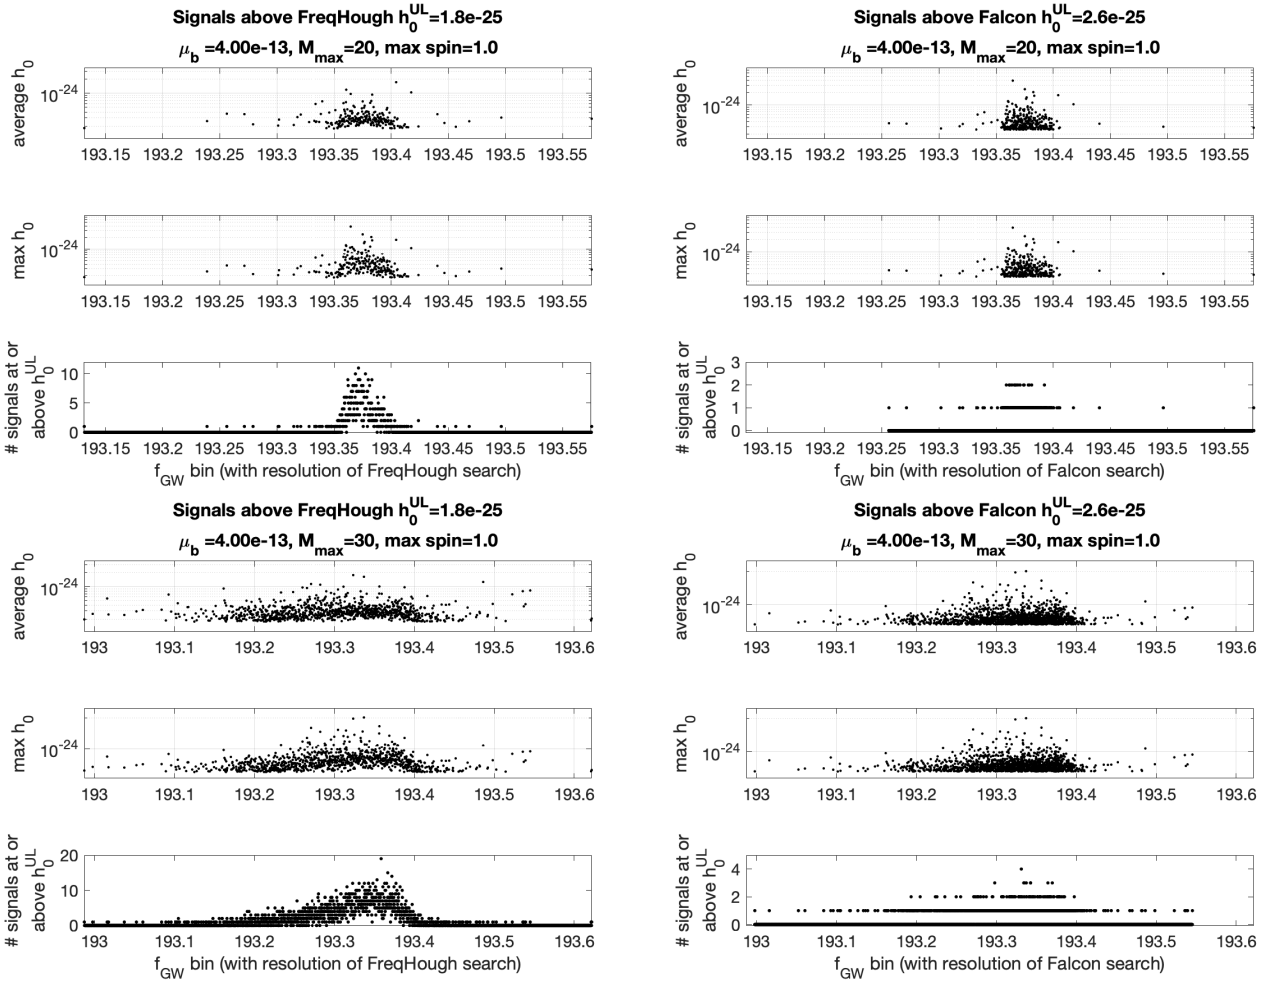 Signals above FreqHough h₀ᵁᴸ=1.8e-25
μ_b =4.00e-13, M_max=20, max spin=1.0
average h₀
10⁻²⁴
193.15 193.2 193.25 193.3 193.35 193.4 193.45 193.5 193.55
max h₀
10⁻²⁴
193.15 193.2 193.25 193.3 193.35 193.4 193.45 193.5 193.55
# signals at or
above h₀ᵁᴸ
10
5
0
193.15 193.2 193.25 193.3 193.35 193.4 193.45 193.5 193.55
f_GW bin (with resolution of FreqHough search)
Signals above Falcon h₀ᵁᴸ=2.6e-25
μ_b =4.00e-13, M_max=20, max spin=1.0
average h₀
10⁻²⁴
193.15 193.2 193.25 193.3 193.35 193.4 193.45 193.5 193.55
max h₀
10⁻²⁴
193.15 193.2 193.25 193.3 193.35 193.4 193.45 193.5 193.55
# signals at or
above h₀ᵁᴸ
3
2
1
0
193.15 193.2 193.25 193.3 193.35 193.4 193.45 193.5 193.55
f_GW bin (with resolution of Falcon search)
Signals above FreqHough h₀ᵁᴸ=1.8e-25
μ_b =4.00e-13, M_max=30, max spin=1.0
average h₀
10⁻²⁴
193 193.1 193.2 193.3 193.4 193.5 193.6
max h₀
10⁻²⁴
193 193.1 193.2 193.3 193.4 193.5 193.6
# signals at or
above h₀ᵁᴸ
20
10
0
193 193.1 193.2 193.3 193.4 193.5 193.6
f_GW bin (with resolution of FreqHough search)
Signals above Falcon h₀ᵁᴸ=2.6e-25
μ_b =4.00e-13, M_max=30, max spin=1.0
average h₀
10⁻²⁴
193 193.1 193.2 193.3 193.4 193.5 193.6
max h₀
10⁻²⁴
193 193.1 193.2 193.3 193.4 193.5 193.6
# signals at or
above h₀ᵁᴸ
4
2
0
193 193.1 193.2 193.3 193.4 193.5 193.6
f_GW bin (with resolution of Falcon search)